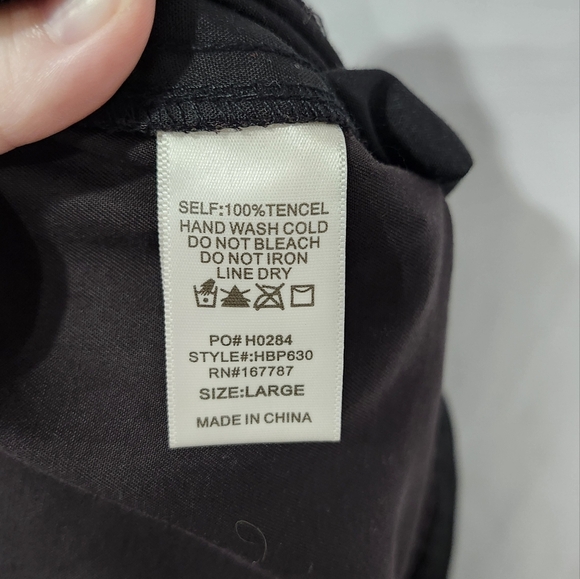 SELF:100%TENCEL
HAND WASH COLD
DO NOT BLEACH
DO NOT IRON
LINE DRY
PO# H0284
STYLE#:HBP630
RN#167787
SIZE:LARGE
MADE IN CHINA